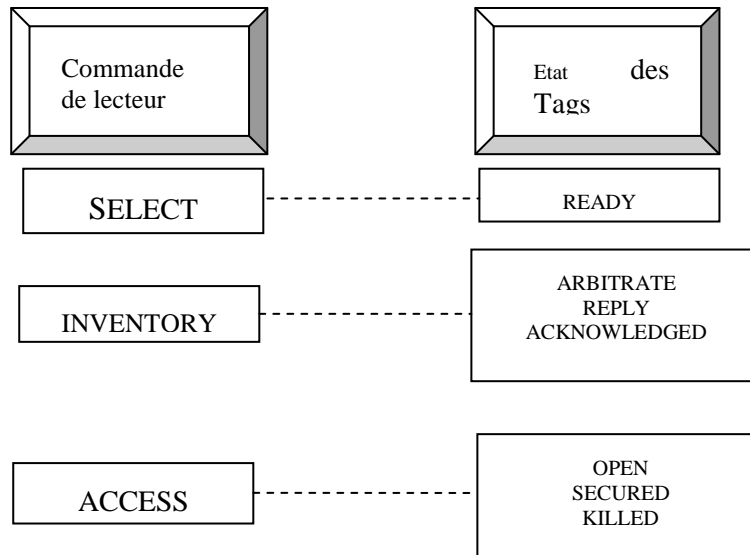 Commande
de lecteur
Etat des
Tags
SELECT
READY
INVENTORY
ARBITRATE
REPLY
ACKNOWLEDGED
ACCESS
OPEN
SECURED
KILLED